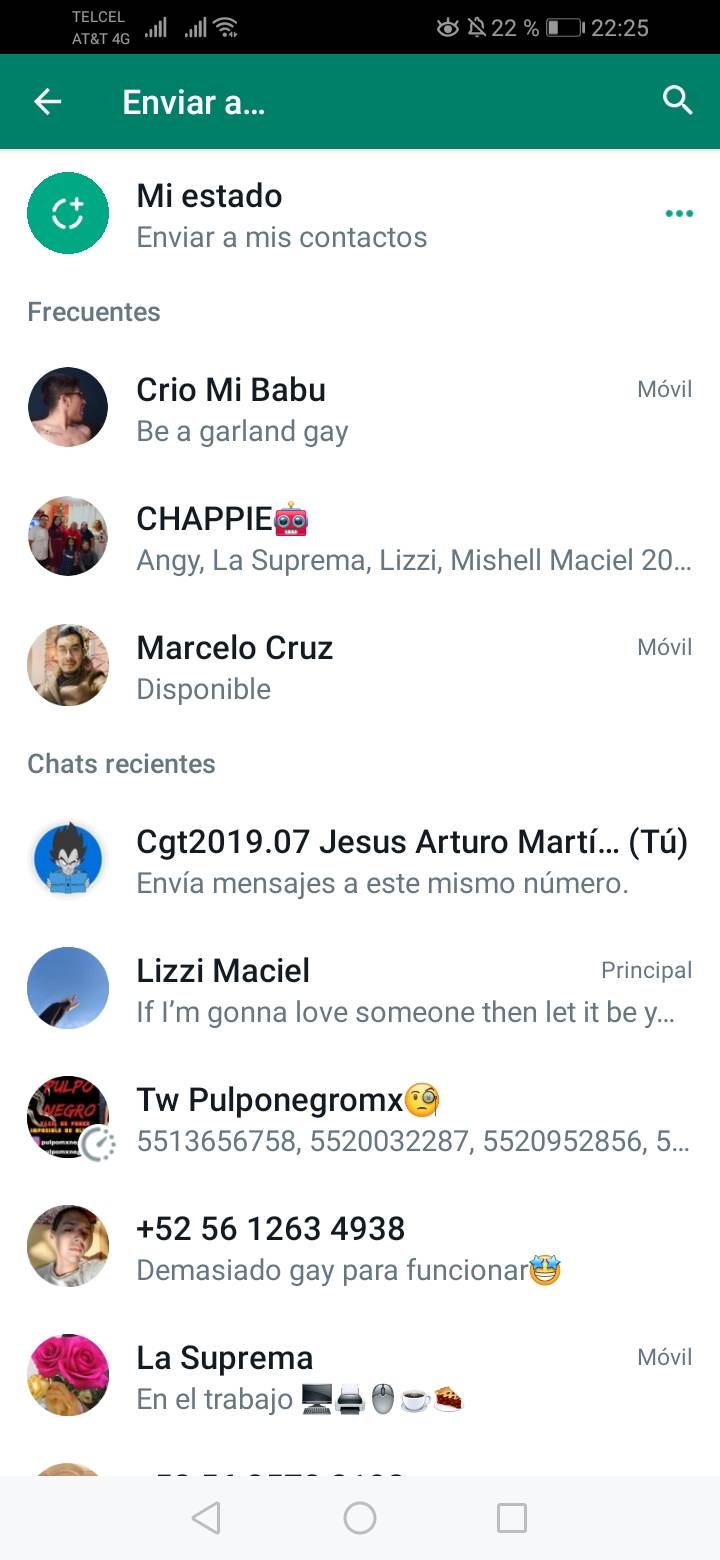 TELCEL
AT&T 4G
22 %
22:25
Enviar a...
Mi estado
Enviar a mis contactos
Frecuentes
Crio Mi Babu
Móvil
Be a garland gay
CHAPPIE🤖
Angy, La Suprema, Lizzi, Mishell Maciel 20...
Marcelo Cruz
Móvil
Disponible
Chats recientes
Cgt2019.07 Jesus Arturo Martí... (Tú)
Envía mensajes a este mismo número.
Lizzi Maciel
Principal
If I’m gonna love someone then let it be y...
PULPO
NEGRO
Tw Pulponegromx🧐
5513656758, 5520032287, 5520952856, 5...
+52 56 1263 4938
Demasiado gay para funcionar🤩
La Suprema
Móvil
En el trabajo 🖥️🖨️🖱️☕🥧